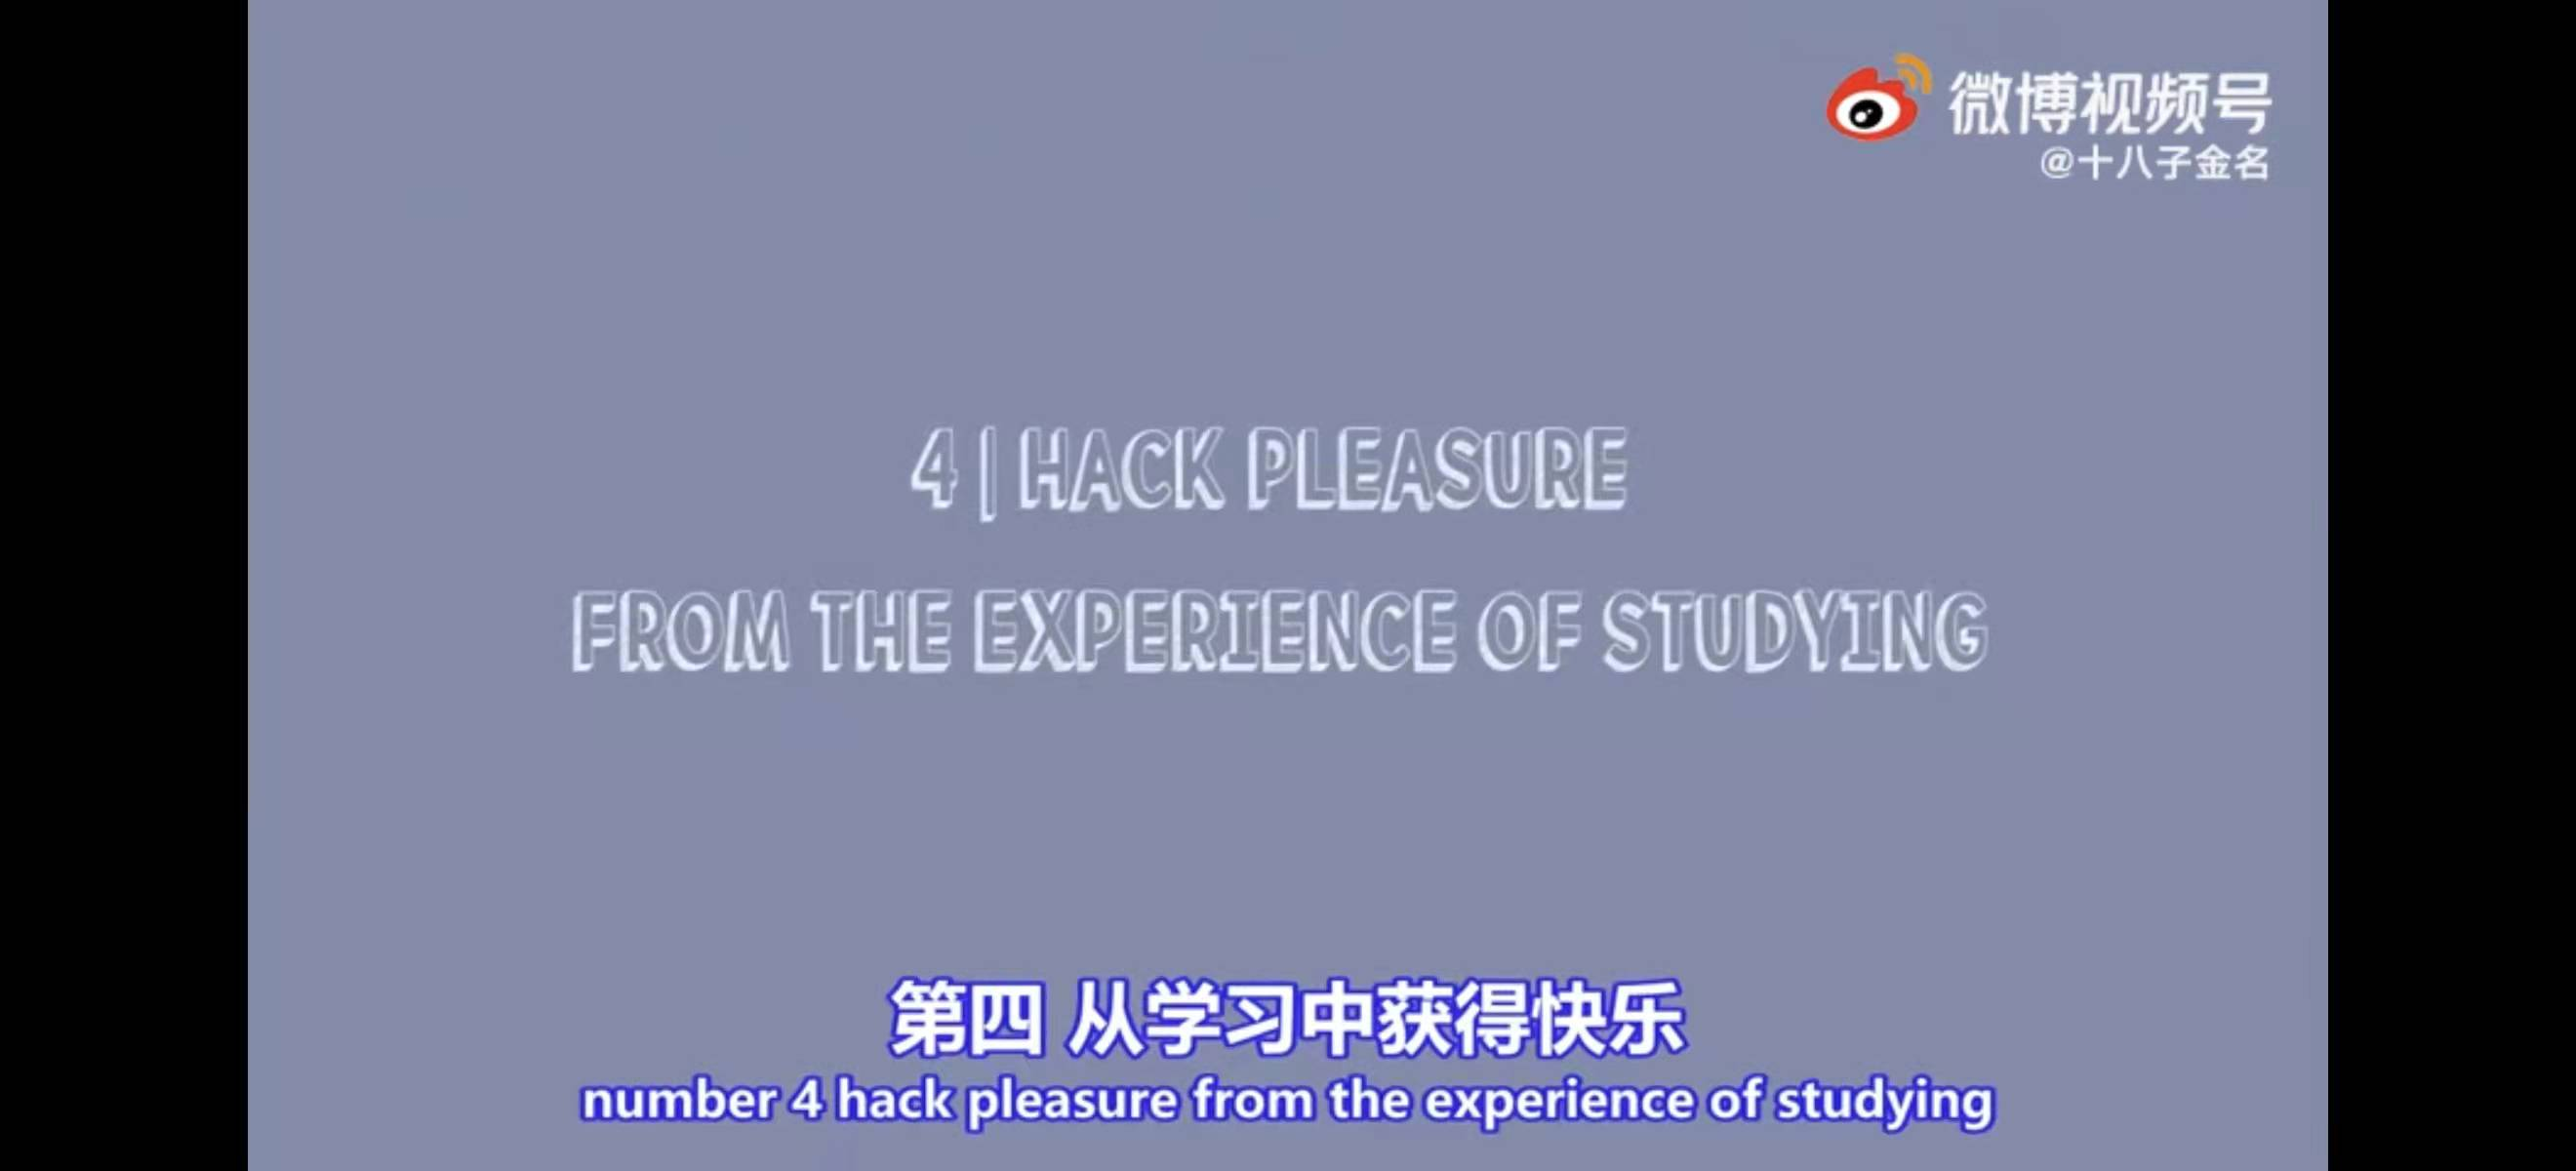 微博视频号
@十八子金名
4 | HACK PLEASURE
FROM THE EXPERIENCE OF STUDYING
第四 从学习中获得快乐
number 4 hack pleasure from the experience of studying